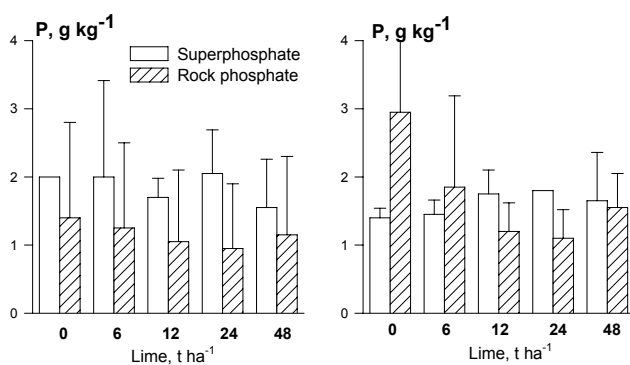 P, g kg-1
Superphosphate
Rock phosphate
4
3
2
1
0
0 6 12 24 48
Lime, t ha-1
P, g kg-1
4
3
2
1
0
0 6 12 24 48
Lime, t ha-1